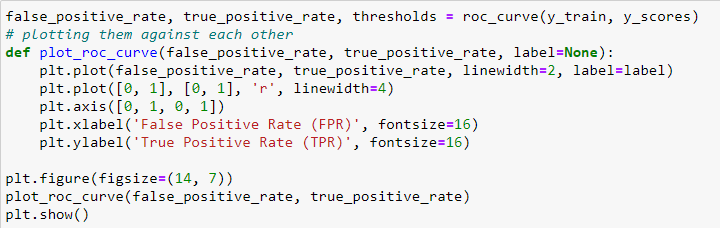 false_positive_rate, true_positive_rate, thresholds = roc_curve(y_train, y_scores)
# plotting them against each other
def plot_roc_curve(false_positive_rate, true_positive_rate, label=None):
    plt.plot(false_positive_rate, true_positive_rate, linewidth=2, label=label)
    plt.plot([0, 1], [0, 1], 'r', linewidth=4)
    plt.axis([0, 1, 0, 1])
    plt.xlabel('False Positive Rate (FPR)', fontsize=16)
    plt.ylabel('True Positive Rate (TPR)', fontsize=16)

plt.figure(figsize=(14, 7))
plot_roc_curve(false_positive_rate, true_positive_rate)
plt.show()